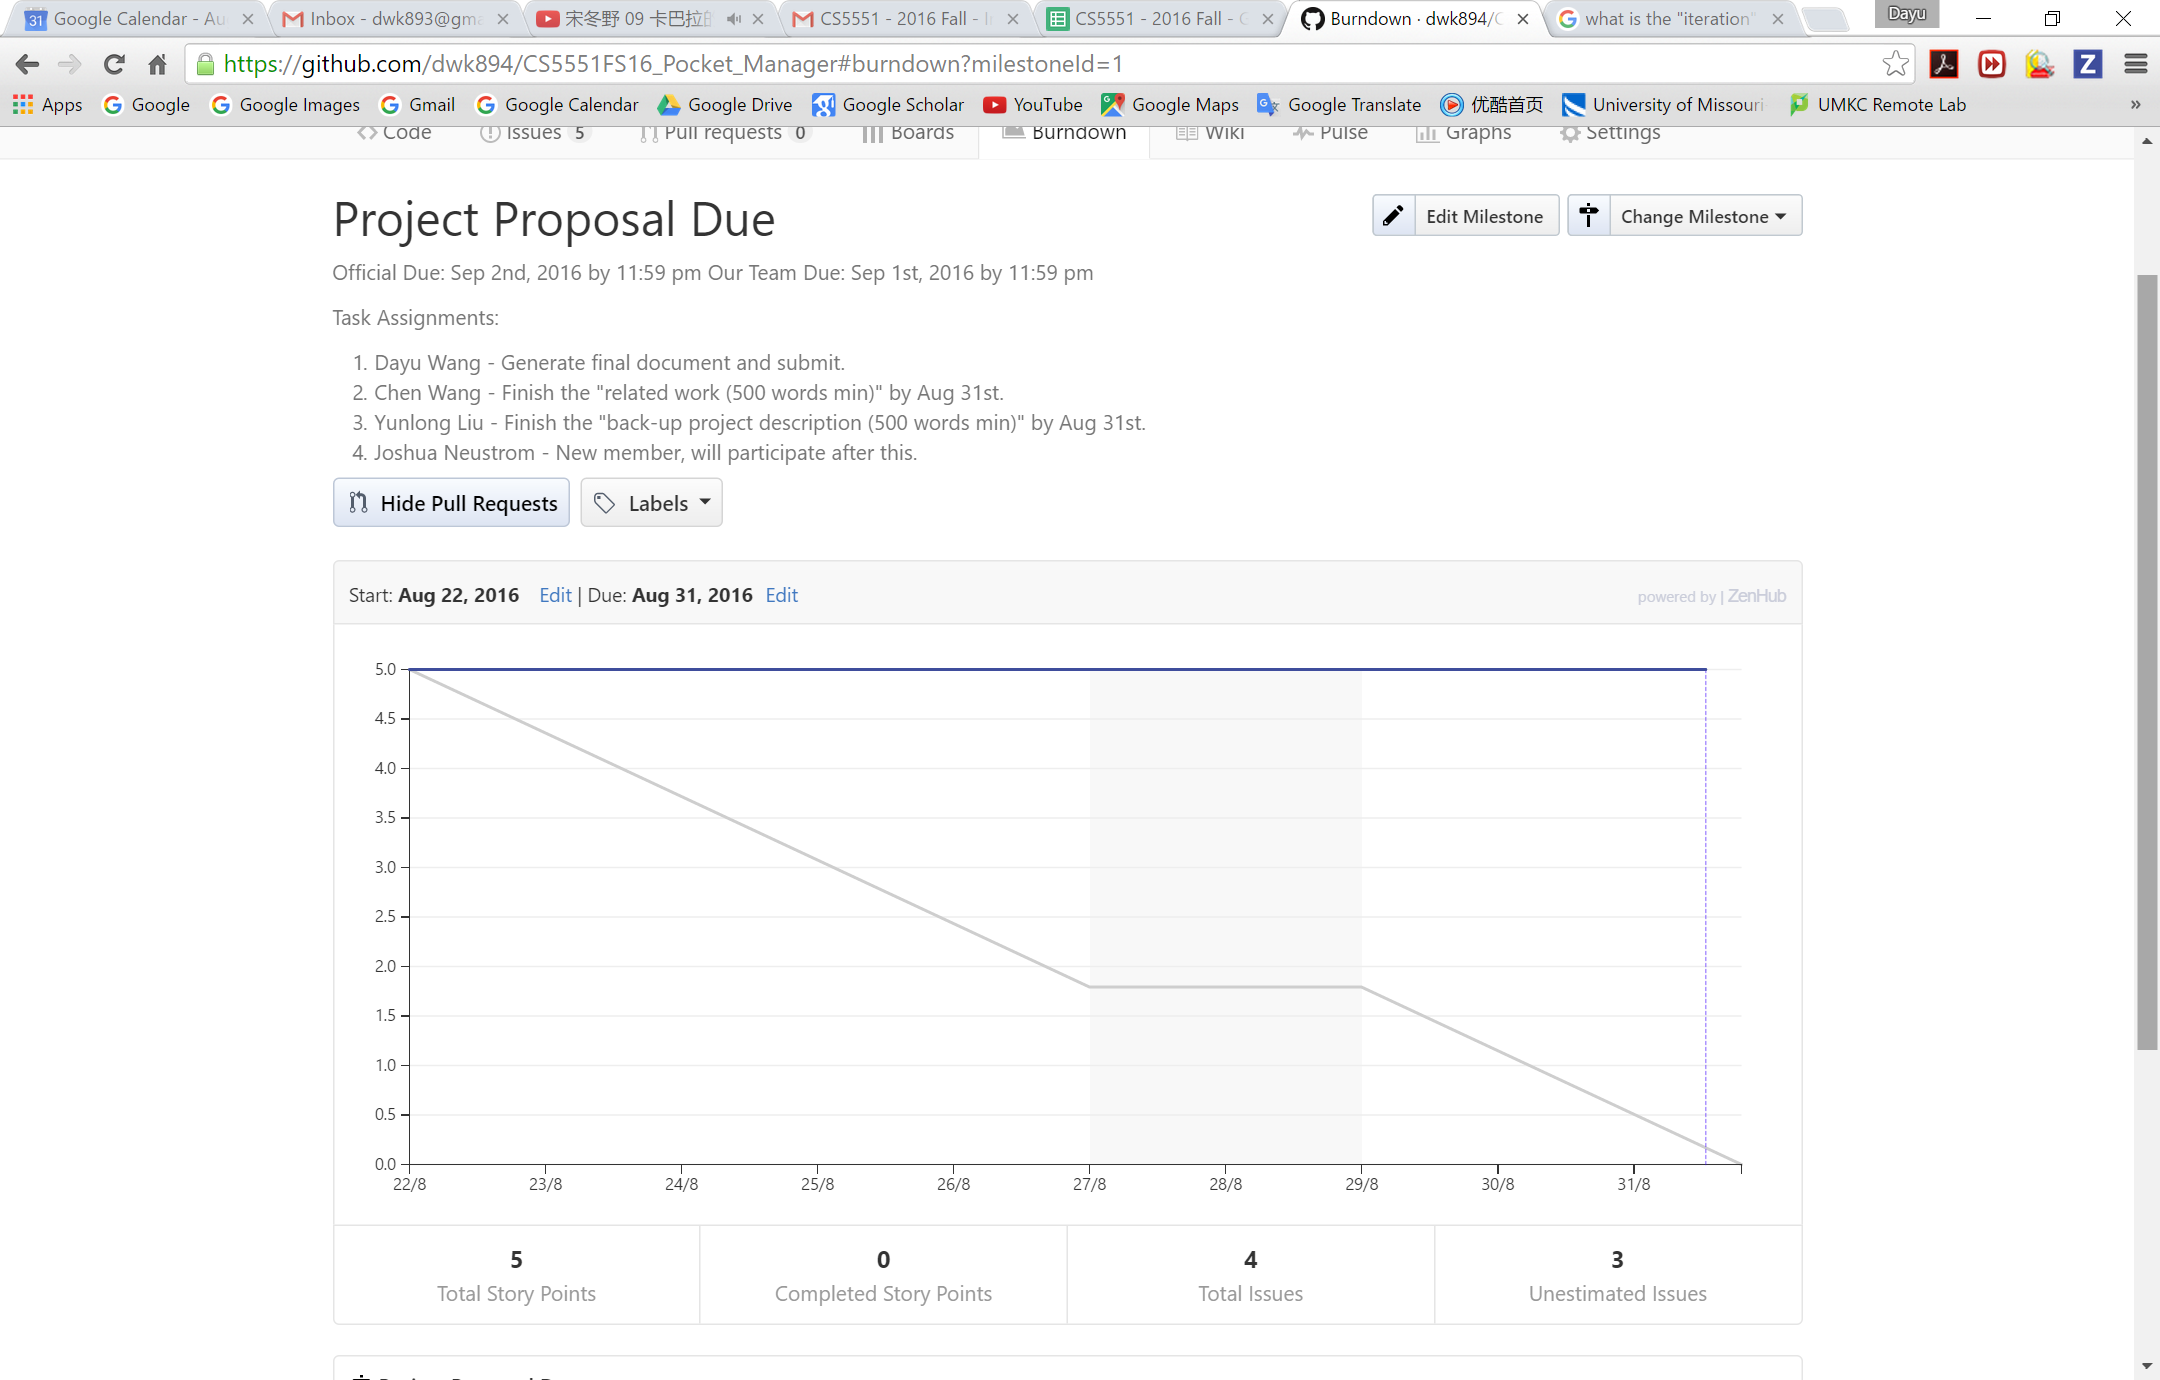 Google Calendar - Au
Inbox - dwk893@gma
宋冬野 09 卡巴拉
CS5551 - 2016 Fall - I
CS5551 - 2016 Fall -
Burndown · dwk894/C
what is the "iteration"
Dayu
https://github.com/dwk894/CS5551FS16_Pocket_Manager#burndown?milestoneId=1
Apps
Google
Google Images
Gmail
Google Calendar
Google Drive
Google Scholar
YouTube
Google Maps
Google Translate
优酷首页
University of Missouri
UMKC Remote Lab
»
Code
Issues 5
Pull requests 0
Boards
Burndown
Wiki
Pulse
Graphs
Settings
Project Proposal Due
Edit Milestone
Change Milestone
Official Due: Sep 2nd, 2016 by 11:59 pm Our Team Due: Sep 1st, 2016 by 11:59 pm
Task Assignments:
1. Dayu Wang - Generate final document and submit.
2. Chen Wang - Finish the "related work (500 words min)" by Aug 31st.
3. Yunlong Liu - Finish the "back-up project description (500 words min)" by Aug 31st.
4. Joshua Neustrom - New member, will participate after this.
Hide Pull Requests
Labels
Start: Aug 22, 2016 Edit | Due: Aug 31, 2016 Edit
powered by | ZenHub
5.0
4.5
4.0
3.5
3.0
2.5
2.0
1.5
1.0
0.5
0.0
22/8 23/8 24/8 25/8 26/8 27/8 28/8 29/8 30/8 31/8
5
Total Story Points
0
Completed Story Points
4
Total Issues
3
Unestimated Issues